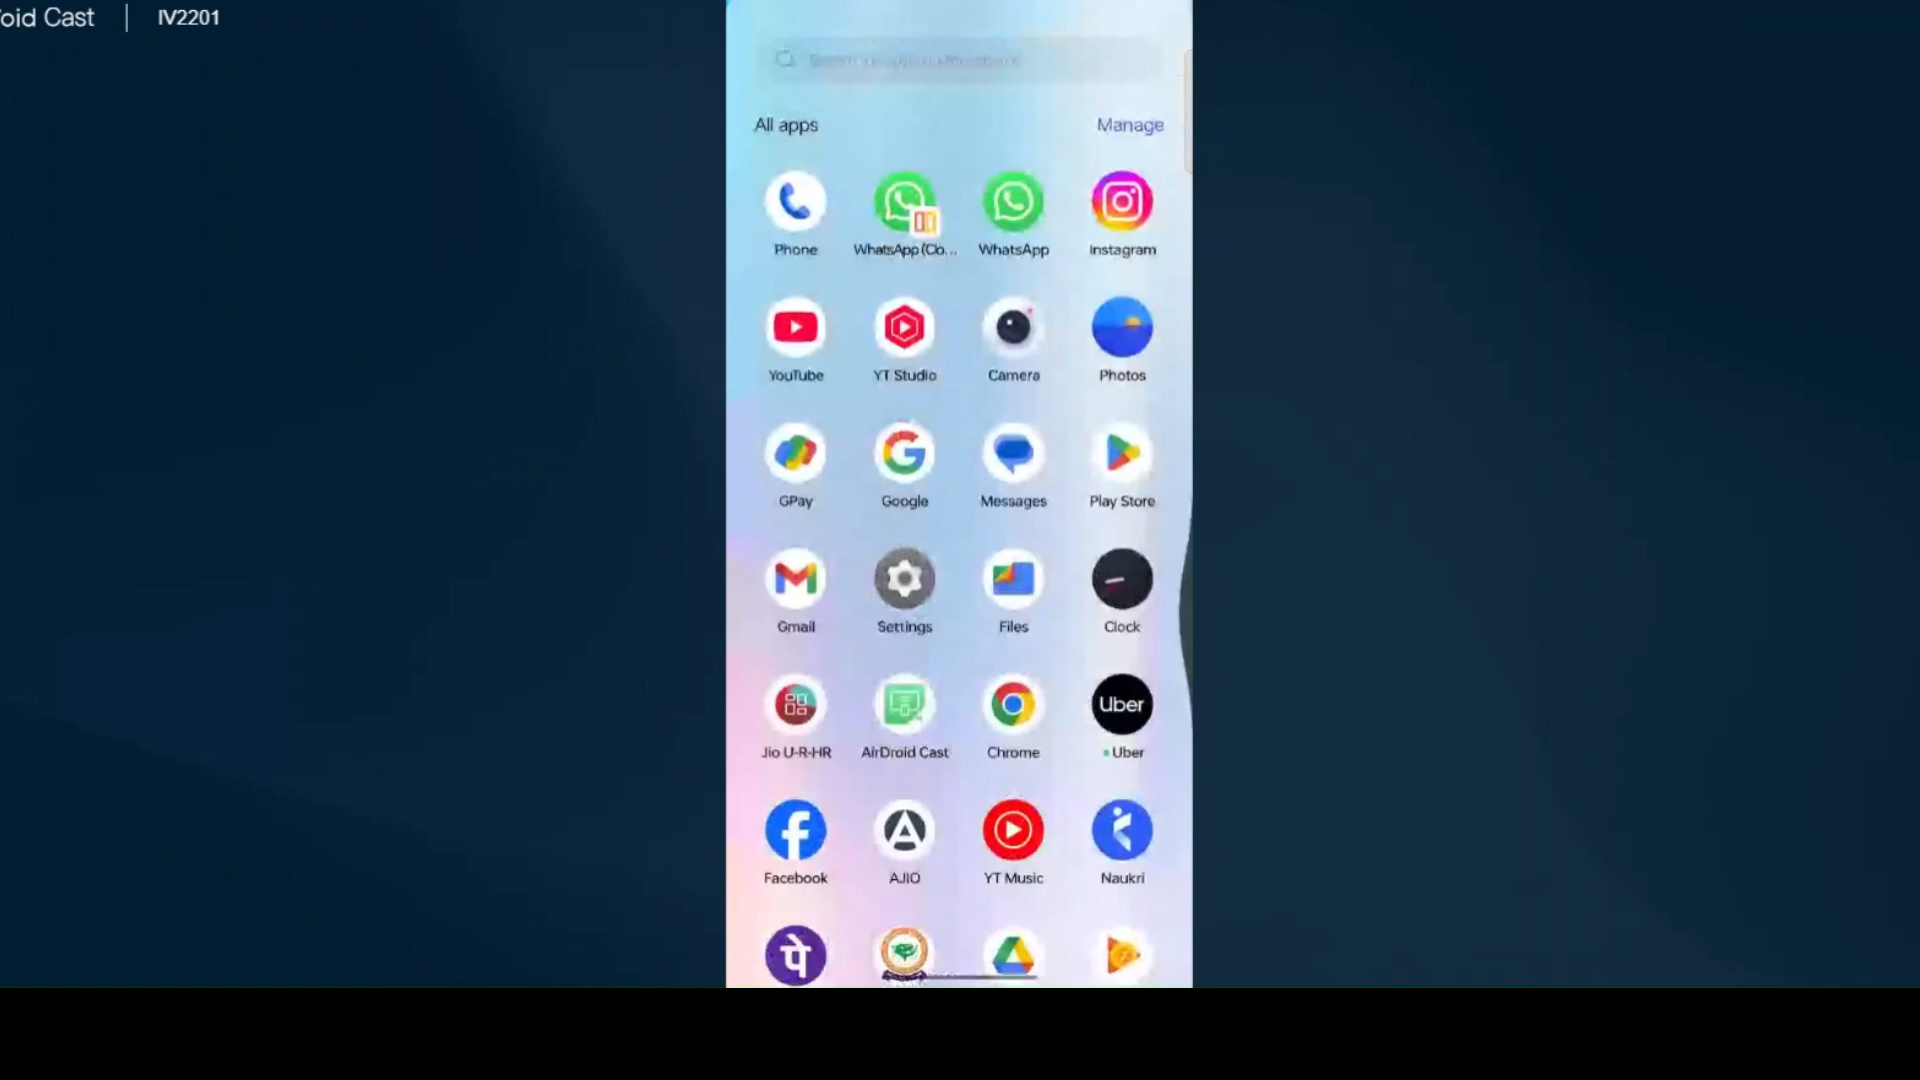 oid Cast | IV2201
All apps Manage
Phone WhatsApp (Clo... WhatsApp Instagram
YouTube YT Studio Camera Photos
GPay Google Messages Play Store
Gmail Settings Files Clock
Uber
Jio U-R-HR AirDroid Cast Chrome Uber
Facebook AJIO YT Music Naukri
पे